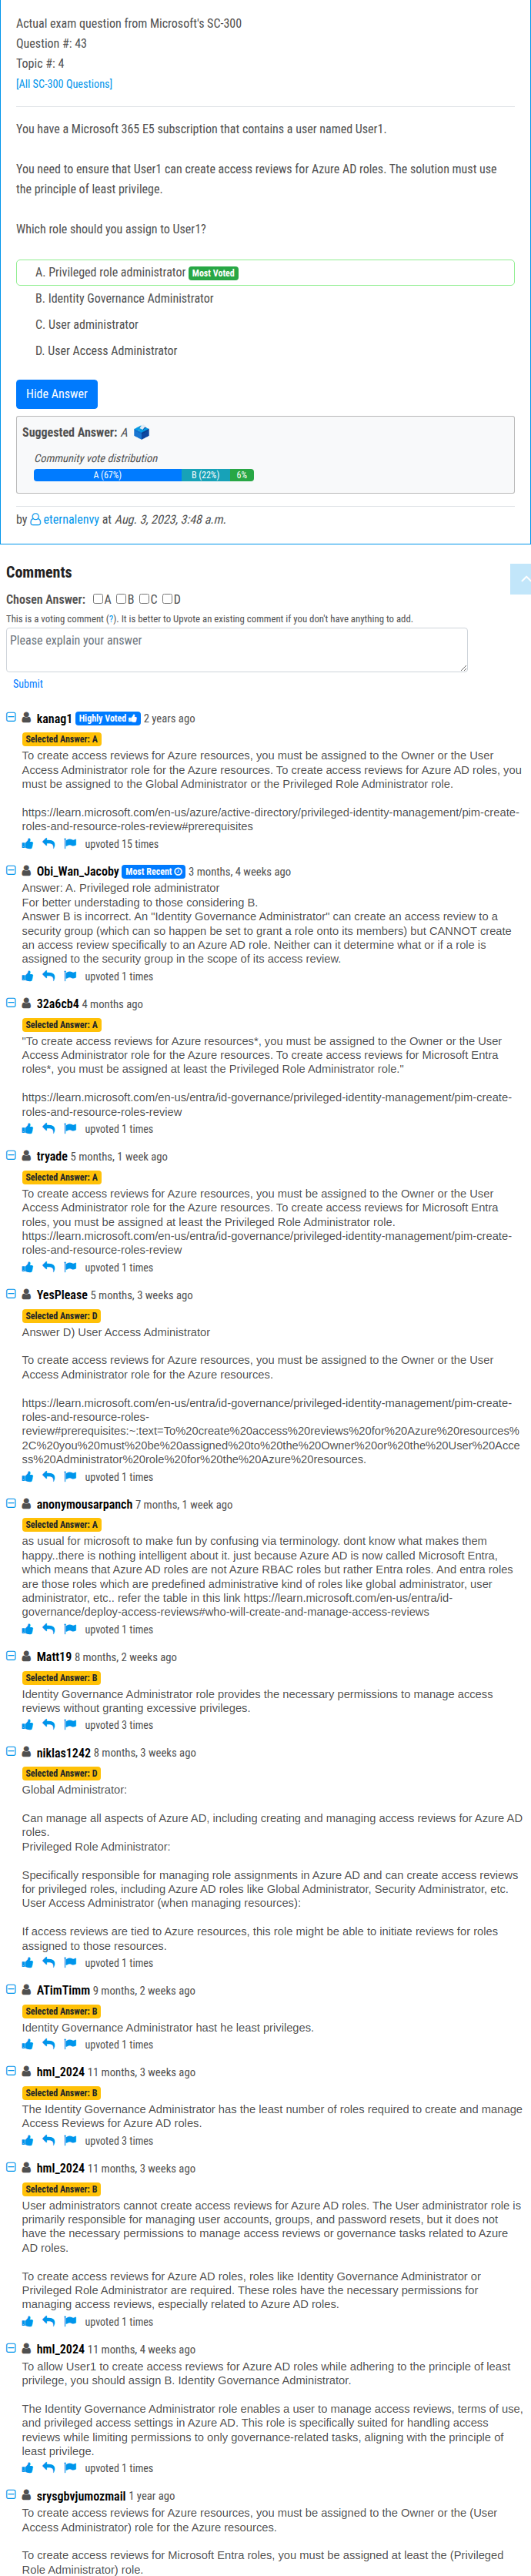 Actual exam question from Microsoft's SC-300
Question #: 43
Topic #: 4
[All SC-300 Questions]
You have a Microsoft 365 E5 subscription that contains a user named User1.
You need to ensure that User1 can create access reviews for Azure AD roles. The solution must use
the principle of least privilege.
Which role should you assign to User1?
A. Privileged role administrator Most Voted
B. Identity Governance Administrator
C. User administrator
D. User Access Administrator
Hide Answer
Suggested Answer: A
Community vote distribution
A (67%) B (22%) 6%
by eternalenvy at Aug. 3, 2023, 3:48 a.m.
Comments
Chosen Answer: A B C D
This is a voting comment (?). It is better to Upvote an existing comment if you don't have anything to add.
Please explain your answer
Submit
kanag1 Highly Voted 2 years ago
Selected Answer: A
To create access reviews for Azure resources, you must be assigned to the Owner or the User
Access Administrator role for the Azure resources. To create access reviews for Azure AD roles, you
must be assigned to the Global Administrator or the Privileged Role Administrator role.
https://learn.microsoft.com/en-us/azure/active-directory/privileged-identity-management/pim-create-
roles-and-resource-roles-review#prerequisites
upvoted 15 times
Obi_Wan_Jacoby Most Recent 3 months, 4 weeks ago
Answer: A. Privileged role administrator
For better understading to those considering B.
Answer B is incorrect. An "Identity Governance Administrator" can create an access review to a
security group (which can so happen be set to grant a role onto its members) but CANNOT create
an access review specifically to an Azure AD role. Neither can it determine what or if a role is
assigned to the security group in the scope of its access review.
upvoted 1 times
32a6cb4 4 months ago
Selected Answer: A
"To create access reviews for Azure resources*, you must be assigned to the Owner or the User
Access Administrator role for the Azure resources. To create access reviews for Microsoft Entra
roles*, you must be assigned at least the Privileged Role Administrator role."
https://learn.microsoft.com/en-us/entra/id-governance/privileged-identity-management/pim-create-
roles-and-resource-roles-review
upvoted 1 times
tryade 5 months, 1 week ago
Selected Answer: A
To create access reviews for Azure resources, you must be assigned to the Owner or the User
Access Administrator role for the Azure resources. To create access reviews for Microsoft Entra
roles, you must be assigned at least the Privileged Role Administrator role.
https://learn.microsoft.com/en-us/entra/id-governance/privileged-identity-management/pim-create-
roles-and-resource-roles-review
upvoted 1 times
YesPlease 5 months, 3 weeks ago
Selected Answer: D
Answer D) User Access Administrator
To create access reviews for Azure resources, you must be assigned to the Owner or the User
Access Administrator role for the Azure resources.
https://learn.microsoft.com/en-us/entra/id-governance/privileged-identity-management/pim-create-
roles-and-resource-roles-
review#prerequisites:~:text=To%20create%20access%20reviews%20for%20Azure%20resources%
2C%20you%20must%20be%20assigned%20to%20the%20Owner%20or%20the%20User%20Acce
ss%20Administrator%20role%20for%20the%20Azure%20resources.
upvoted 1 times
anonymousarpanch 7 months, 1 week ago
Selected Answer: A
as usual for microsoft to make fun by confusing via terminology. dont know what makes them
happy..there is nothing intelligent about it. just because Azure AD is now called Microsoft Entra,
which means that Azure AD roles are not Azure RBAC roles but rather Entra roles. And entra roles
are those roles which are predefined administrative kind of roles like global administrator, user
administrator, etc.. refer the table in this link https://learn.microsoft.com/en-us/entra/id-
governance/deploy-access-reviews#who-will-create-and-manage-access-reviews
upvoted 1 times
Matt19 8 months, 2 weeks ago
Selected Answer: B
Identity Governance Administrator role provides the necessary permissions to manage access
reviews without granting excessive privileges.
upvoted 3 times
niklas1242 8 months, 3 weeks ago
Selected Answer: D
Global Administrator:
Can manage all aspects of Azure AD, including creating and managing access reviews for Azure AD
roles.
Privileged Role Administrator:
Specifically responsible for managing role assignments in Azure AD and can create access reviews
for privileged roles, including Azure AD roles like Global Administrator, Security Administrator, etc.
User Access Administrator (when managing resources):
If access reviews are tied to Azure resources, this role might be able to initiate reviews for roles
assigned to those resources.
upvoted 1 times
ATimTimm 9 months, 2 weeks ago
Selected Answer: B
Identity Governance Administrator hast he least privileges.
upvoted 1 times
hml_2024 11 months, 3 weeks ago
Selected Answer: B
The Identity Governance Administrator has the least number of roles required to create and manage
Access Reviews for Azure AD roles.
upvoted 3 times
hml_2024 11 months, 3 weeks ago
Selected Answer: B
User administrators cannot create access reviews for Azure AD roles. The User administrator role is
primarily responsible for managing user accounts, groups, and password resets, but it does not
have the necessary permissions to manage access reviews or governance tasks related to Azure
AD roles.
To create access reviews for Azure AD roles, roles like Identity Governance Administrator or
Privileged Role Administrator are required. These roles have the necessary permissions for
managing access reviews, especially related to Azure AD roles.
upvoted 1 times
hml_2024 11 months, 4 weeks ago
To allow User1 to create access reviews for Azure AD roles while adhering to the principle of least
privilege, you should assign B. Identity Governance Administrator.
The Identity Governance Administrator role enables a user to manage access reviews, terms of use,
and privileged access settings in Azure AD. This role is specifically suited for handling access
reviews while limiting permissions to only governance-related tasks, aligning with the principle of
least privilege.
upvoted 1 times
srysgbvjumozmail 1 year ago
To create access reviews for Azure resources, you must be assigned to the Owner or the (User
Access Administrator) role for the Azure resources.
To create access reviews for Microsoft Entra roles, you must be assigned at least the (Privileged
Role Administrator) role.